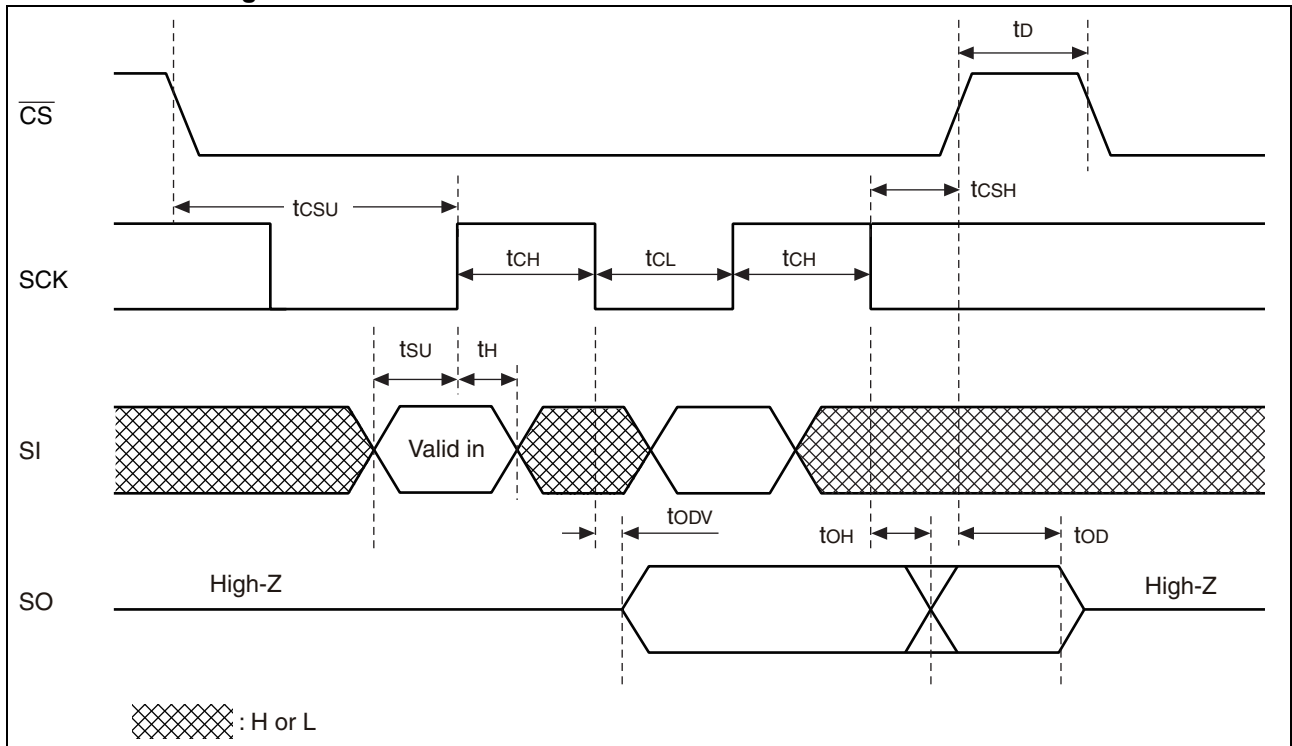 tD
CS
tCSH
tCSU
SCK
tCH
tCL
tCH
tSU
tH
SI
Valid in
tODV
tOH
tOD
SO
High-Z
High-Z
: H or L